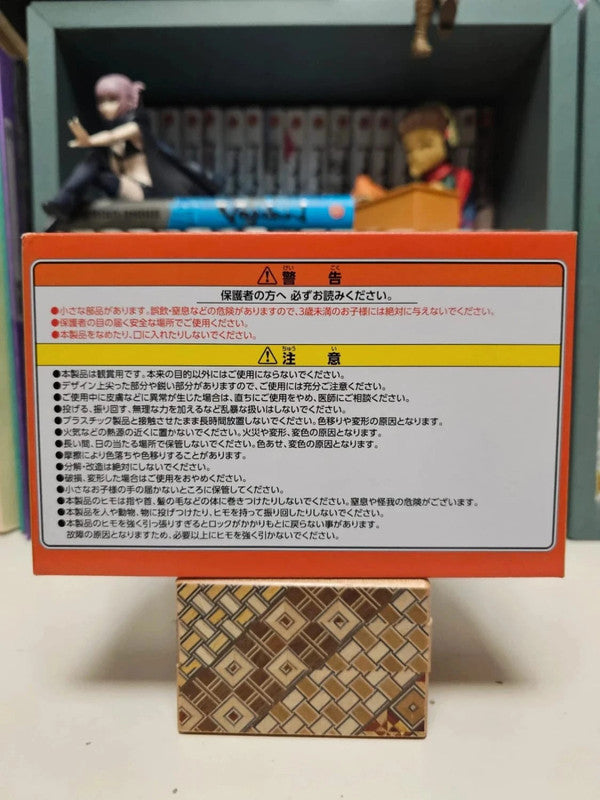 けい こく
⚠警 告
保護者の方へ 必ずお読みください。
●小さな部品があります。誤飲・窒息などの危険がありますので、3歳未満のお子様には絶対に与えないでください。
●保護者の目の届く安全な場所でご使用ください。
●本製品をなめたり、口に入れたりしないでください。
ちゅう い
⚠注 意
●本製品は観賞用です。本来の目的以外にはご使用にならないでください。
●デザイン上尖った部分や鋭い部分がありますので、ご使用には充分ご注意ください。
●ご使用中に皮膚などに異常が生じた場合は、直ちにご使用をやめ、医師にご相談ください。
●投げる、振り回す、無理な力を加えるなど乱暴な扱いはしないでください。
●プラスチック製品と接触させたまま長時間放置しないでください。色移りや変形の原因となります。
●火気などの熱源の近くに置かないでください。火災や変形、変色の原因となります。
●長い間、日の当たる場所で保管しないでください。色あせ、変色の原因となります。
●摩擦により色落ちや色移りすることがあります。
●分解・改造は絶対にしないでください。
●破損、変形した場合はご使用をおやめください。
●小さなお子様の手の届かないところに保管してください。
●本製品のヒモは指や首、髪の毛などの体に巻きつけたりしないでください。窒息や怪我の危険がございます。
●本製品を人や動物、物に投げつけたり、ヒモを持って振り回したりしないでください。
●本製品のヒモを強く引っ張りすぎるとロックがかかりもとに戻らない事があります。
故障の原因となりますため、必要以上にヒモを強く引かないでください。